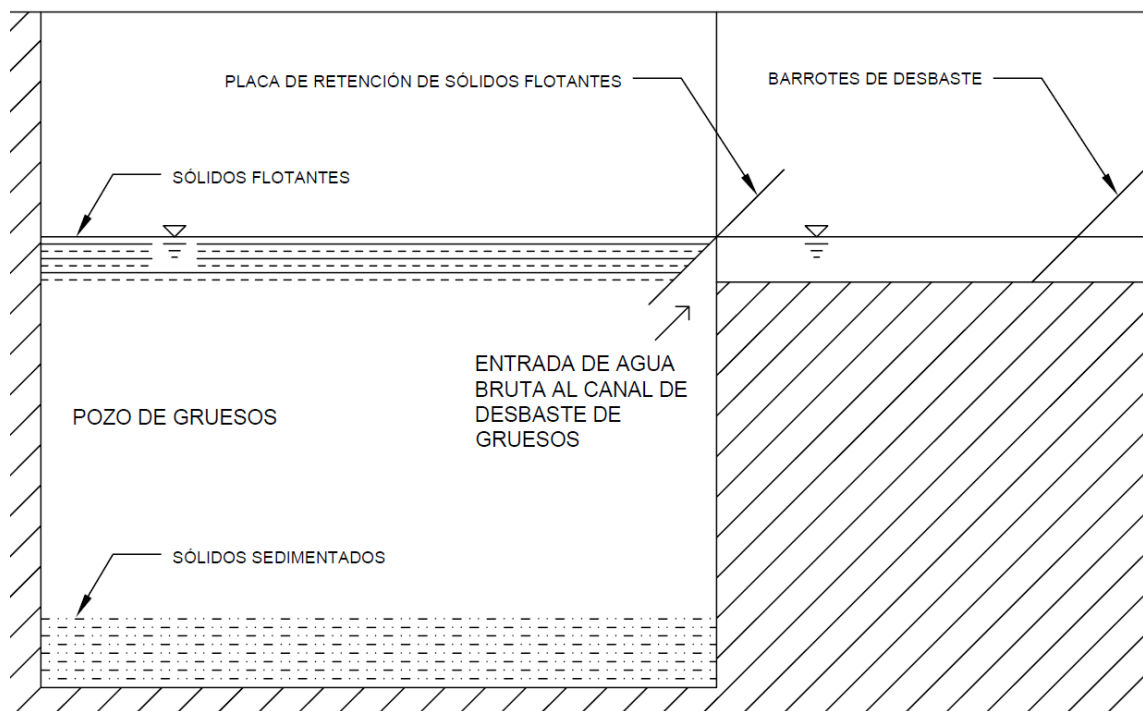 PLACA DE RETENCIÓN DE SÓLIDOS FLOTANTES
BARROTES DE DESBASTE
SÓLIDOS FLOTANTES
ENTRADA DE AGUA
BRUTA AL CANAL DE
DESBASTE DE
GRUESOS
POZO DE GRUESOS
SÓLIDOS SEDIMENTADOS